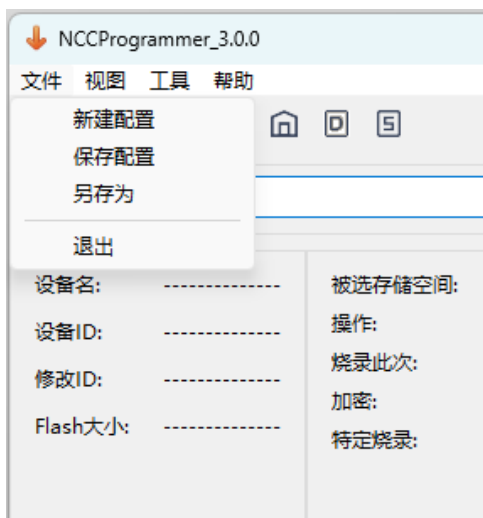 NCCProgrammer_3.0.0
文件 视图 工具 帮助
新建配置
保存配置
另存为
退出
D S
设备名: --------------
设备ID: --------------
修改ID: --------------
Flash大小: --------------
被选存储空间:
操作:
烧录此次:
加密:
特定烧录: